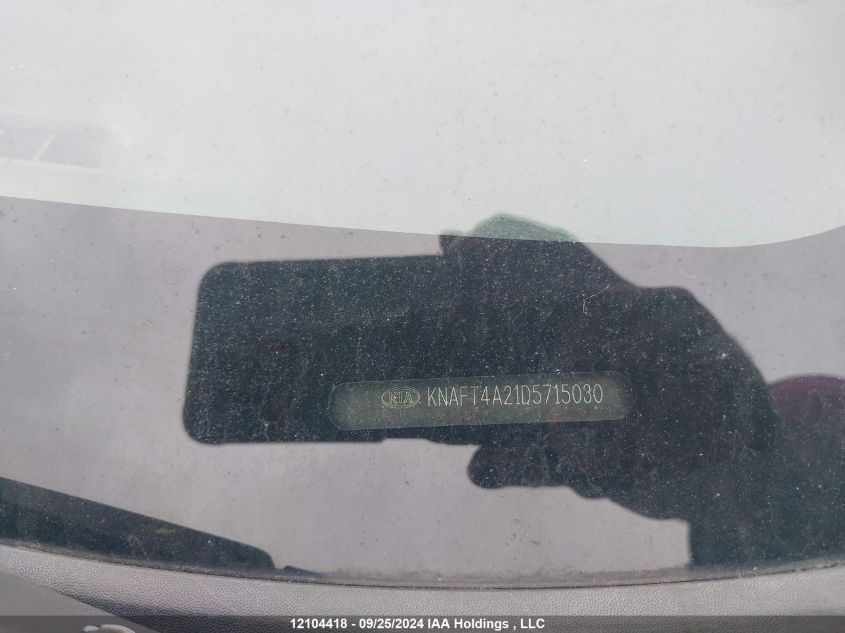 KIA KNAFT4A21D5715030
12104418 - 09/25/2024 IAA Holdings , LLC